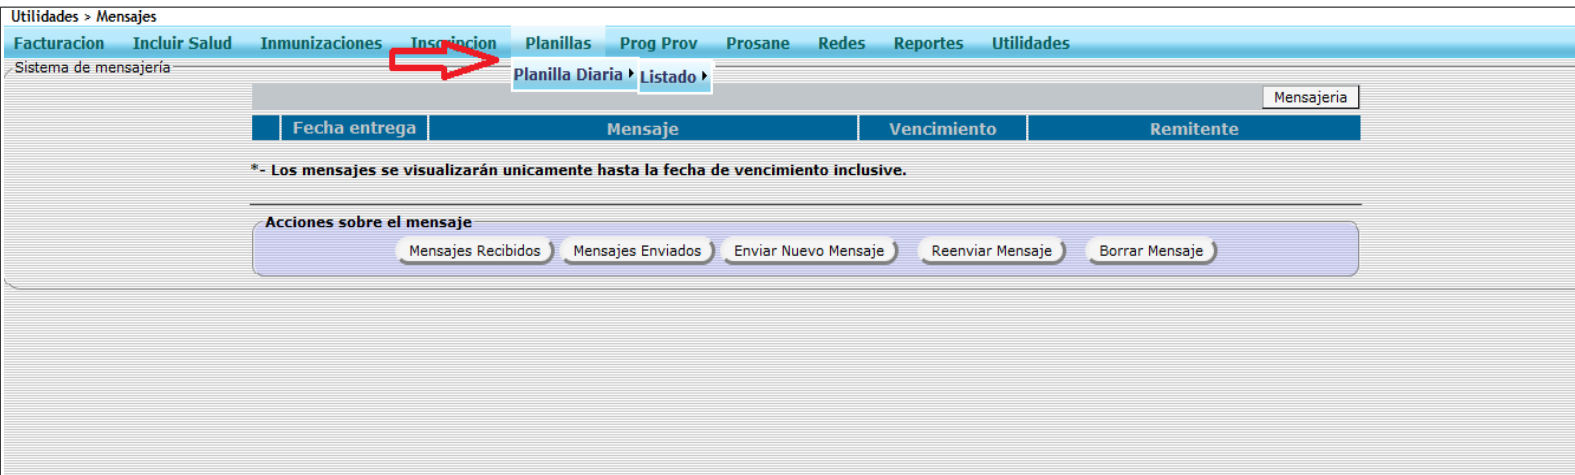 Utilidades > Mensajes
Facturacion Incluir Salud Inmunizaciones Inscripcion Planillas Prog Prov Prosane Redes Reportes Utilidades
Sistema de mensajería
Planilla Diaria Listado
Mensajeria
Fecha entrega Mensaje Vencimiento Remitente
*- Los mensajes se visualizarán unicamente hasta la fecha de vencimiento inclusive.
Acciones sobre el mensaje
Mensajes Recibidos Mensajes Enviados Enviar Nuevo Mensaje Reenviar Mensaje Borrar Mensaje